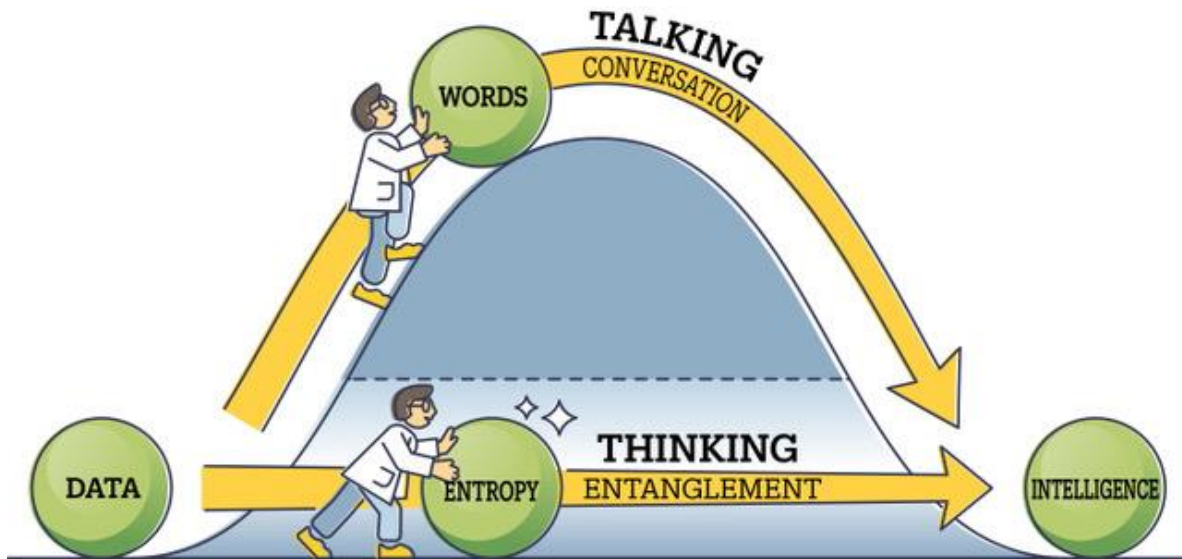 TALKING
CONVERSATION
WORDS
THINKING
DATA
ENTROPY
ENTANGLEMENT
INTELLIGENCE